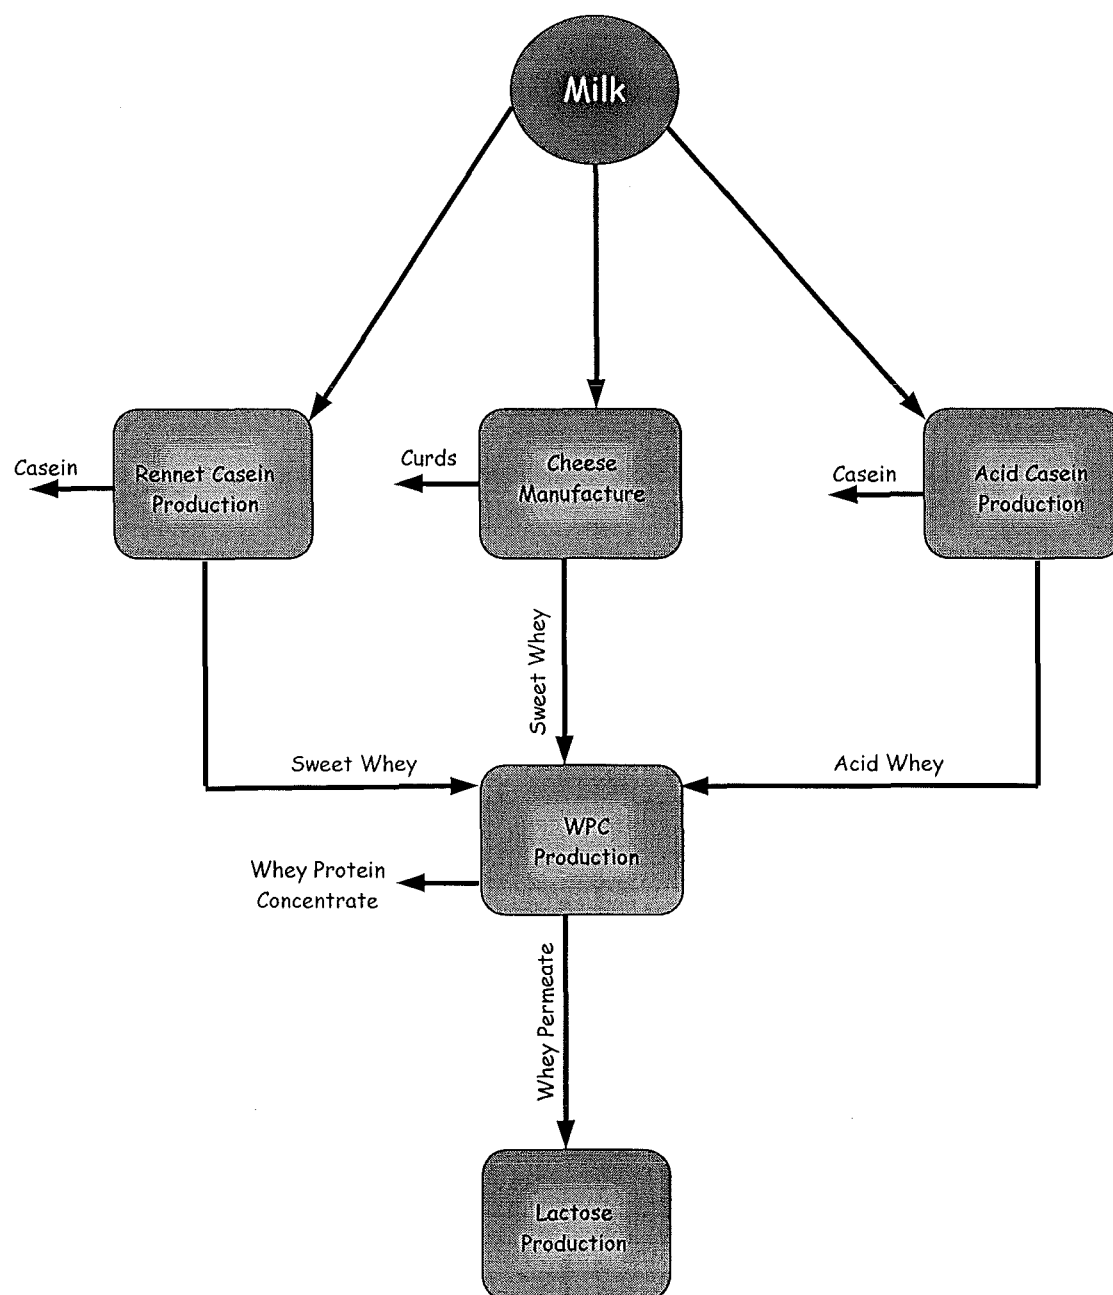 Milk
Casein
Rennet Casein
Production
Curds
Cheese
Manufacture
Casein
Acid Casein
Production
Sweet Whey
Sweet Whey
Acid Whey
WPC
Production
Whey Protein
Concentrate
Whey Permeate
Lactose
Production